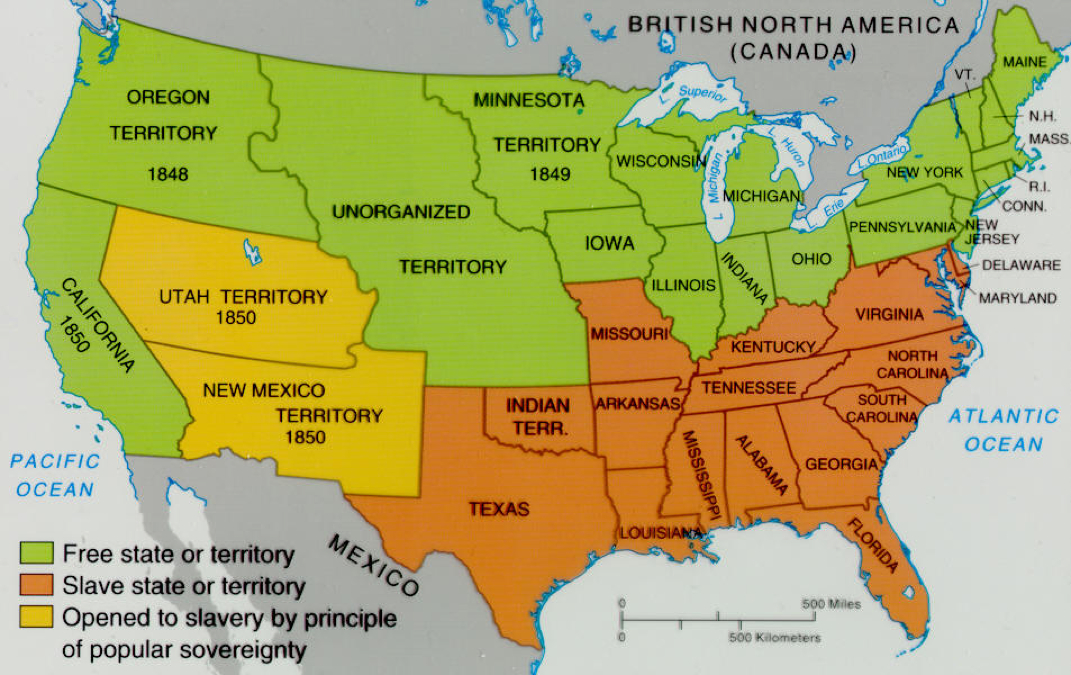 BRITISH NORTH AMERICA
(CANADA)
OREGON
TERRITORY
1848
UNORGANIZED
TERRITORY
MINNESOTA
TERRITORY
1849
L. Superior
L. Michigan
L. Huron
L. Ontario
Erie
WISCONSIN
MICHIGAN
IOWA
ILLINOIS
INDIANA
OHIO
NEW YORK
PENNSYLVANIA
VT.
MAINE
N.H.
MASS.
R.I.
CONN.
NEW
JERSEY
DELAWARE
MARYLAND
CALIFORNIA
1850
UTAH TERRITORY
1850
NEW MEXICO
TERRITORY
1850
MISSOURI
KENTUCKY
VIRGINIA
NORTH
CAROLINA
TENNESSEE
SOUTH
CAROLINA
INDIAN
TERR.
ARKANSAS
MISSISSIPPI
ALABAMA
GEORGIA
TEXAS
LOUISIANA
FLORIDA
PACIFIC
OCEAN
ATLANTIC
OCEAN
MEXICO
Free state or territory
Slave state or territory
Opened to slavery by principle
of popular sovereignty
0 500 Miles
0 500 Kilometers